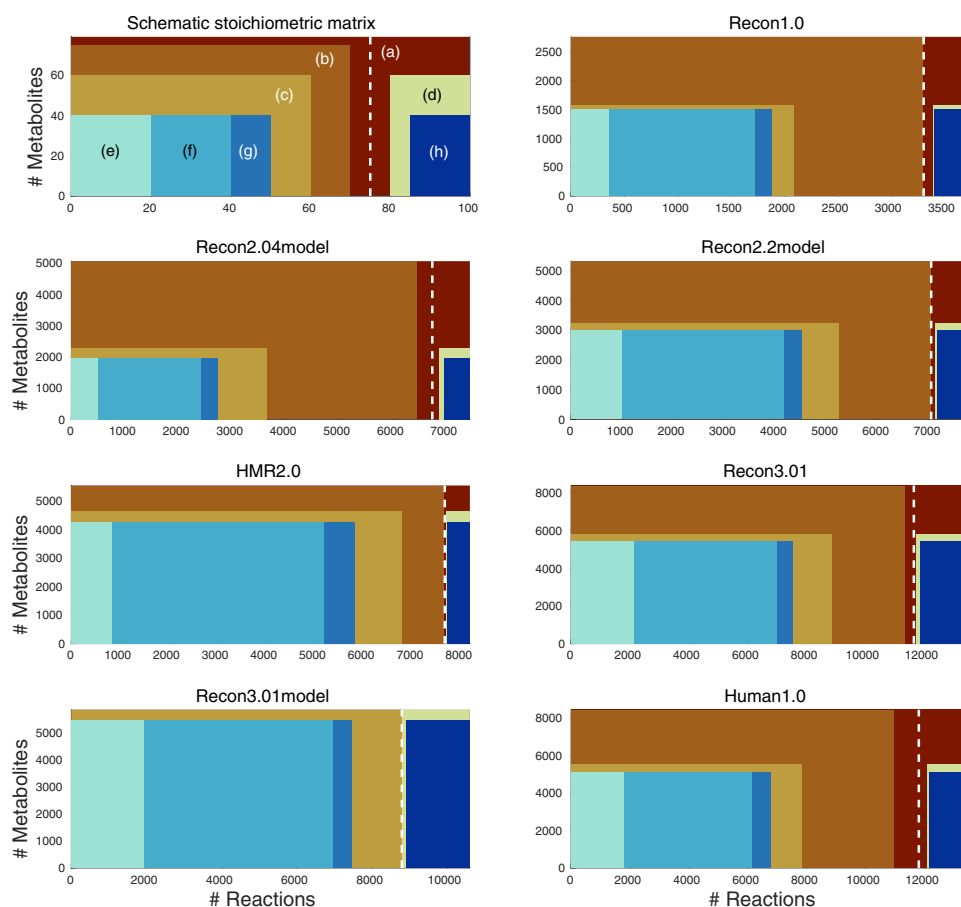 Schematic stoichiometric matrix
(a)
(b)
(c)
(d)
(e)
(f)
(g)
(h)
60
40
20
0
0 20 40 60 80 100
# Metabolites
Recon1.0
2500
2000
1500
1000
500
0
0 500 1000 1500 2000 2500 3000 3500
Recon2.04model
5000
4000
3000
2000
1000
0
0 1000 2000 3000 4000 5000 6000 7000
# Metabolites
Recon2.2model
5000
4000
3000
2000
1000
0
0 1000 2000 3000 4000 5000 6000 7000
HMR2.0
5000
4000
3000
2000
1000
0
0 1000 2000 3000 4000 5000 6000 7000 8000
# Metabolites
Recon3.01
8000
6000
4000
2000
0
0 2000 4000 6000 8000 10000 12000
Recon3.01model
5000
4000
3000
2000
1000
0
0 2000 4000 6000 8000 10000
# Metabolites
# Reactions
Human1.0
8000
6000
4000
2000
0
0 2000 4000 6000 8000 10000 12000
# Reactions